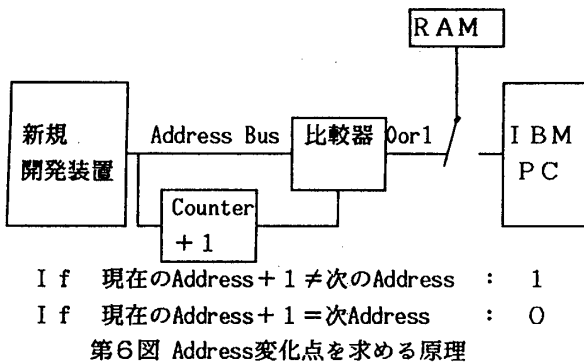 ＲＡＭ
新規
開発装置
Address Bus
比較器
0or1
ＩＢＭ
ＰＣ
Counter
＋１
Ｉｆ　現在のAddress＋１≠次のAddress　：　１
Ｉｆ　現在のAddress＋１＝次Address　：　０
第６図 Address変化点を求める原理